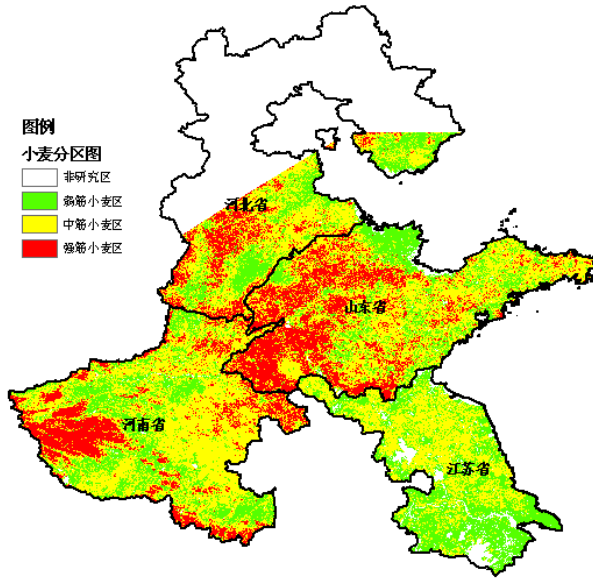 图例
小麦分区图
非研究区
弱筋小麦区
中筋小麦区
强筋小麦区
河北省
山东省
河南省
江苏省